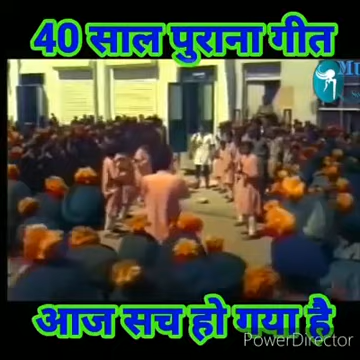 40 साल पुराना गीत
आज सच हो गया है
PowerDirector